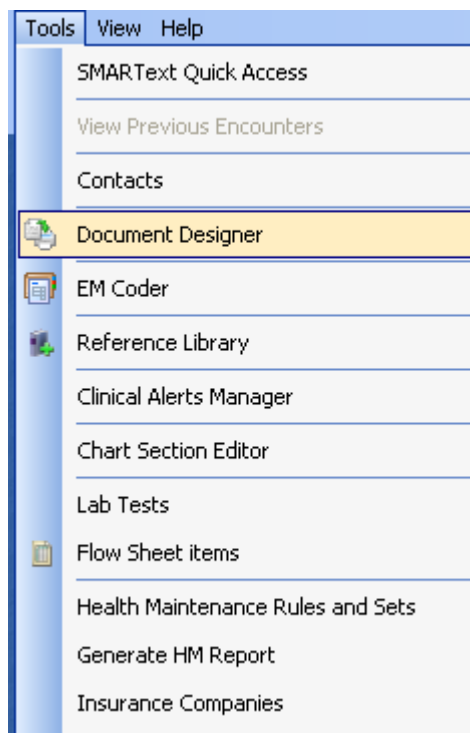 Tools View Help
SMARText Quick Access
View Previous Encounters
Contacts
Document Designer
EM Coder
Reference Library
Clinical Alerts Manager
Chart Section Editor
Lab Tests
Flow Sheet items
Health Maintenance Rules and Sets
Generate HM Report
Insurance Companies